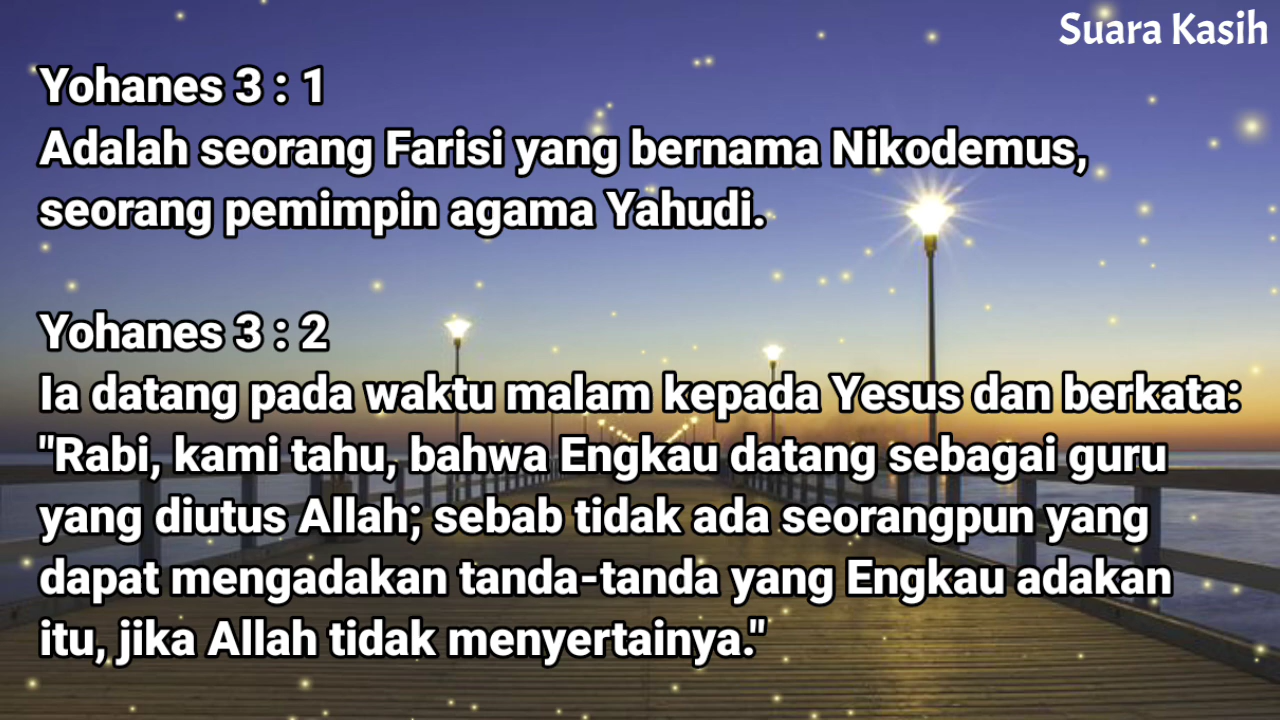 Suara Kasih
Yohanes 3 : 1
Adalah seorang Farisi yang bernama Nikodemus,
seorang pemimpin agama Yahudi.
Yohanes 3 : 2
Ia datang pada waktu malam kepada Yesus dan berkata:
"Rabi, kami tahu, bahwa Engkau datang sebagai guru
yang diutus Allah; sebab tidak ada seorangpun yang
dapat mengadakan tanda-tanda yang Engkau adakan
itu, jika Allah tidak menyertainya."